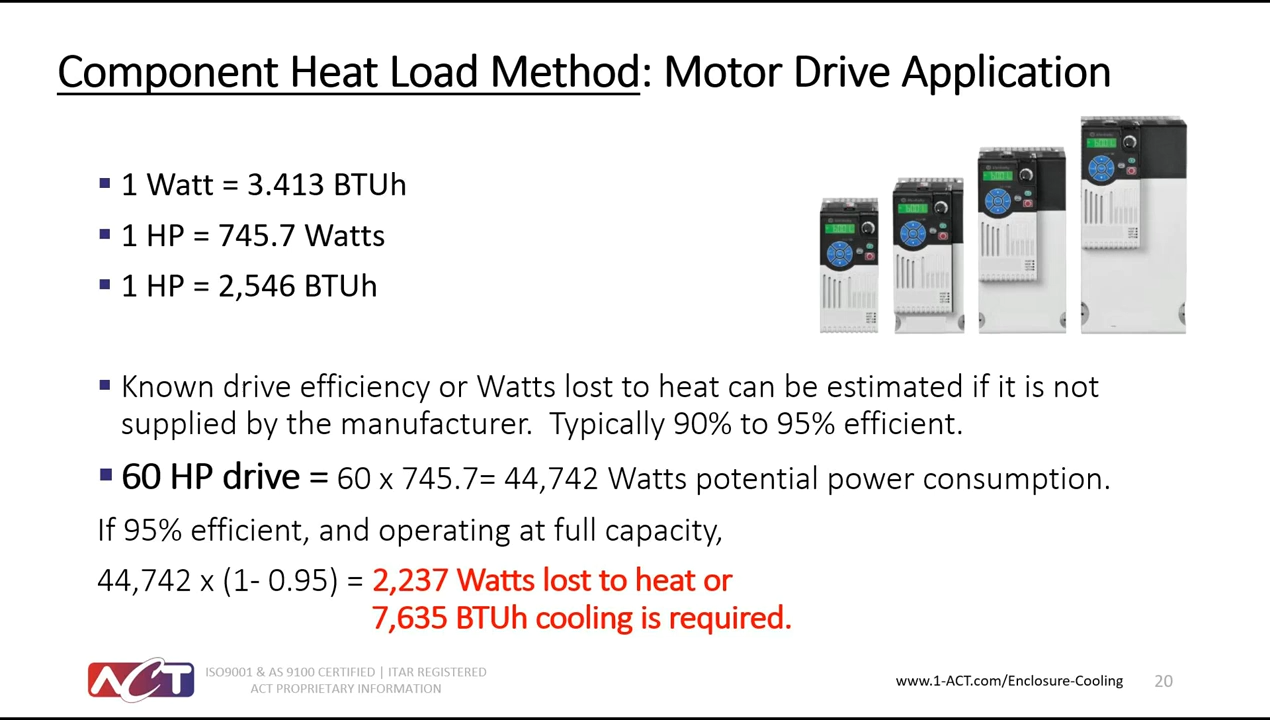 Component Heat Load Method: Motor Drive Application
▪ 1 Watt = 3.413 BTUh
▪ 1 HP = 745.7 Watts
▪ 1 HP = 2,546 BTUh
▪ Known drive efficiency or Watts lost to heat can be estimated if it is not
supplied by the manufacturer.  Typically 90% to 95% efficient.
▪ 60 HP drive = 60 x 745.7= 44,742 Watts potential power consumption.
If 95% efficient, and operating at full capacity,
44,742 x (1- 0.95) = 2,237 Watts lost to heat or
7,635 BTUh cooling is required.
ACT
ISO9001 & AS 9100 CERTIFIED | ITAR REGISTERED
ACT PROPRIETARY INFORMATION
www.1-ACT.com/Enclosure-Cooling
20